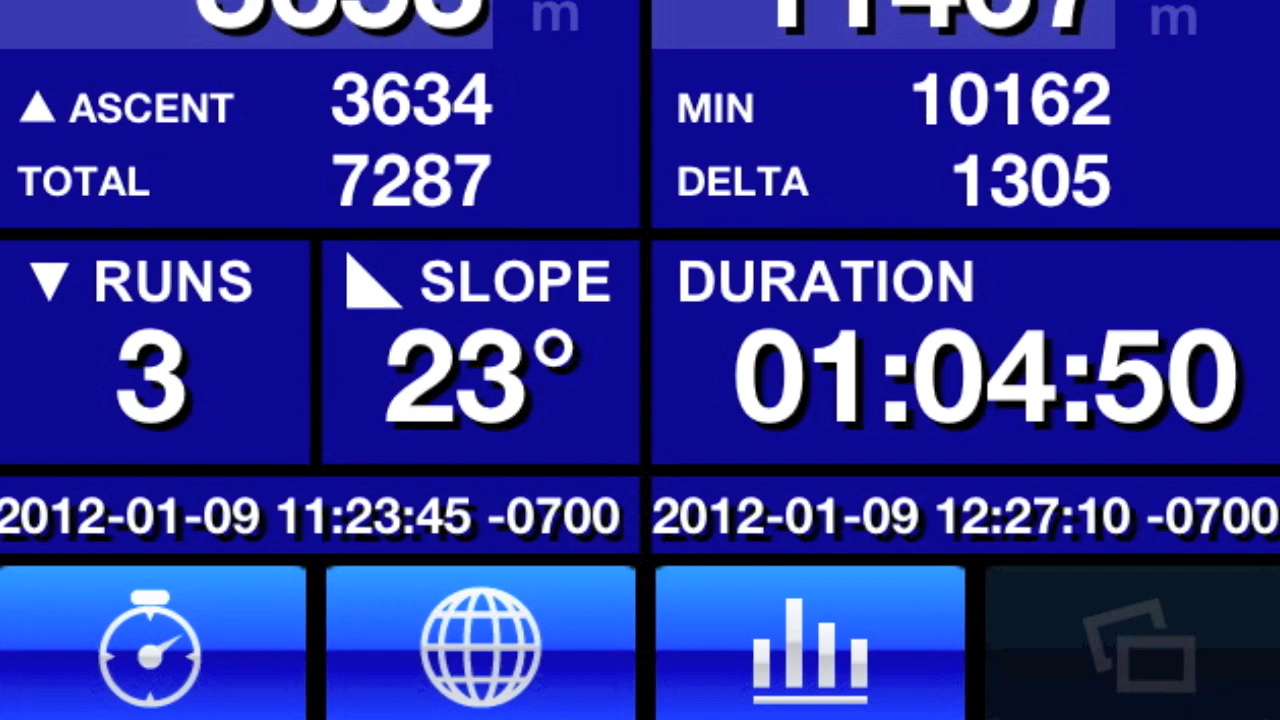 m
m
ASCENT 3634
TOTAL 7287
MIN 10162
DELTA 1305
RUNS
3
SLOPE
23°
DURATION
01:04:50
2012-01-09 11:23:45 -0700
2012-01-09 12:27:10 -0700